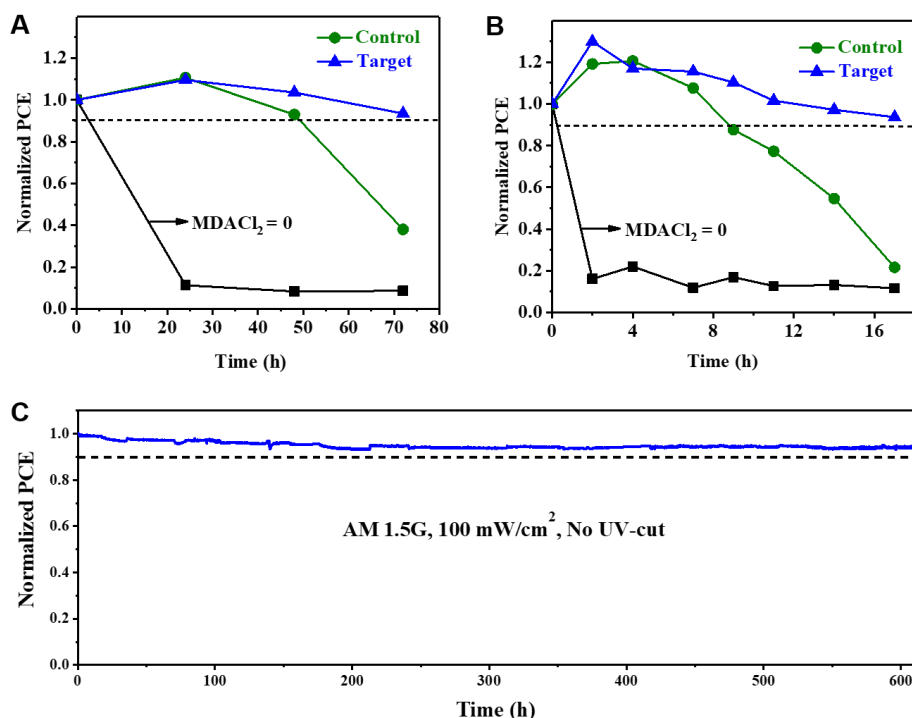 A
Control
Target
Normalized PCE
1.2
1.0
0.8
0.6
0.4
0.2
0.0
MDACl₂ = 0
0 10 20 30 40 50 60 70 80
Time (h)
B
Control
Target
Normalized PCE
1.2
1.0
0.8
0.6
0.4
0.2
0.0
MDACl₂ = 0
0 4 8 12 16
Time (h)
C
Normalized PCE
1.0
0.8
0.6
0.4
0.2
0.0
AM 1.5G, 100 mW/cm², No UV-cut
0 100 200 300 400 500 600
Time (h)